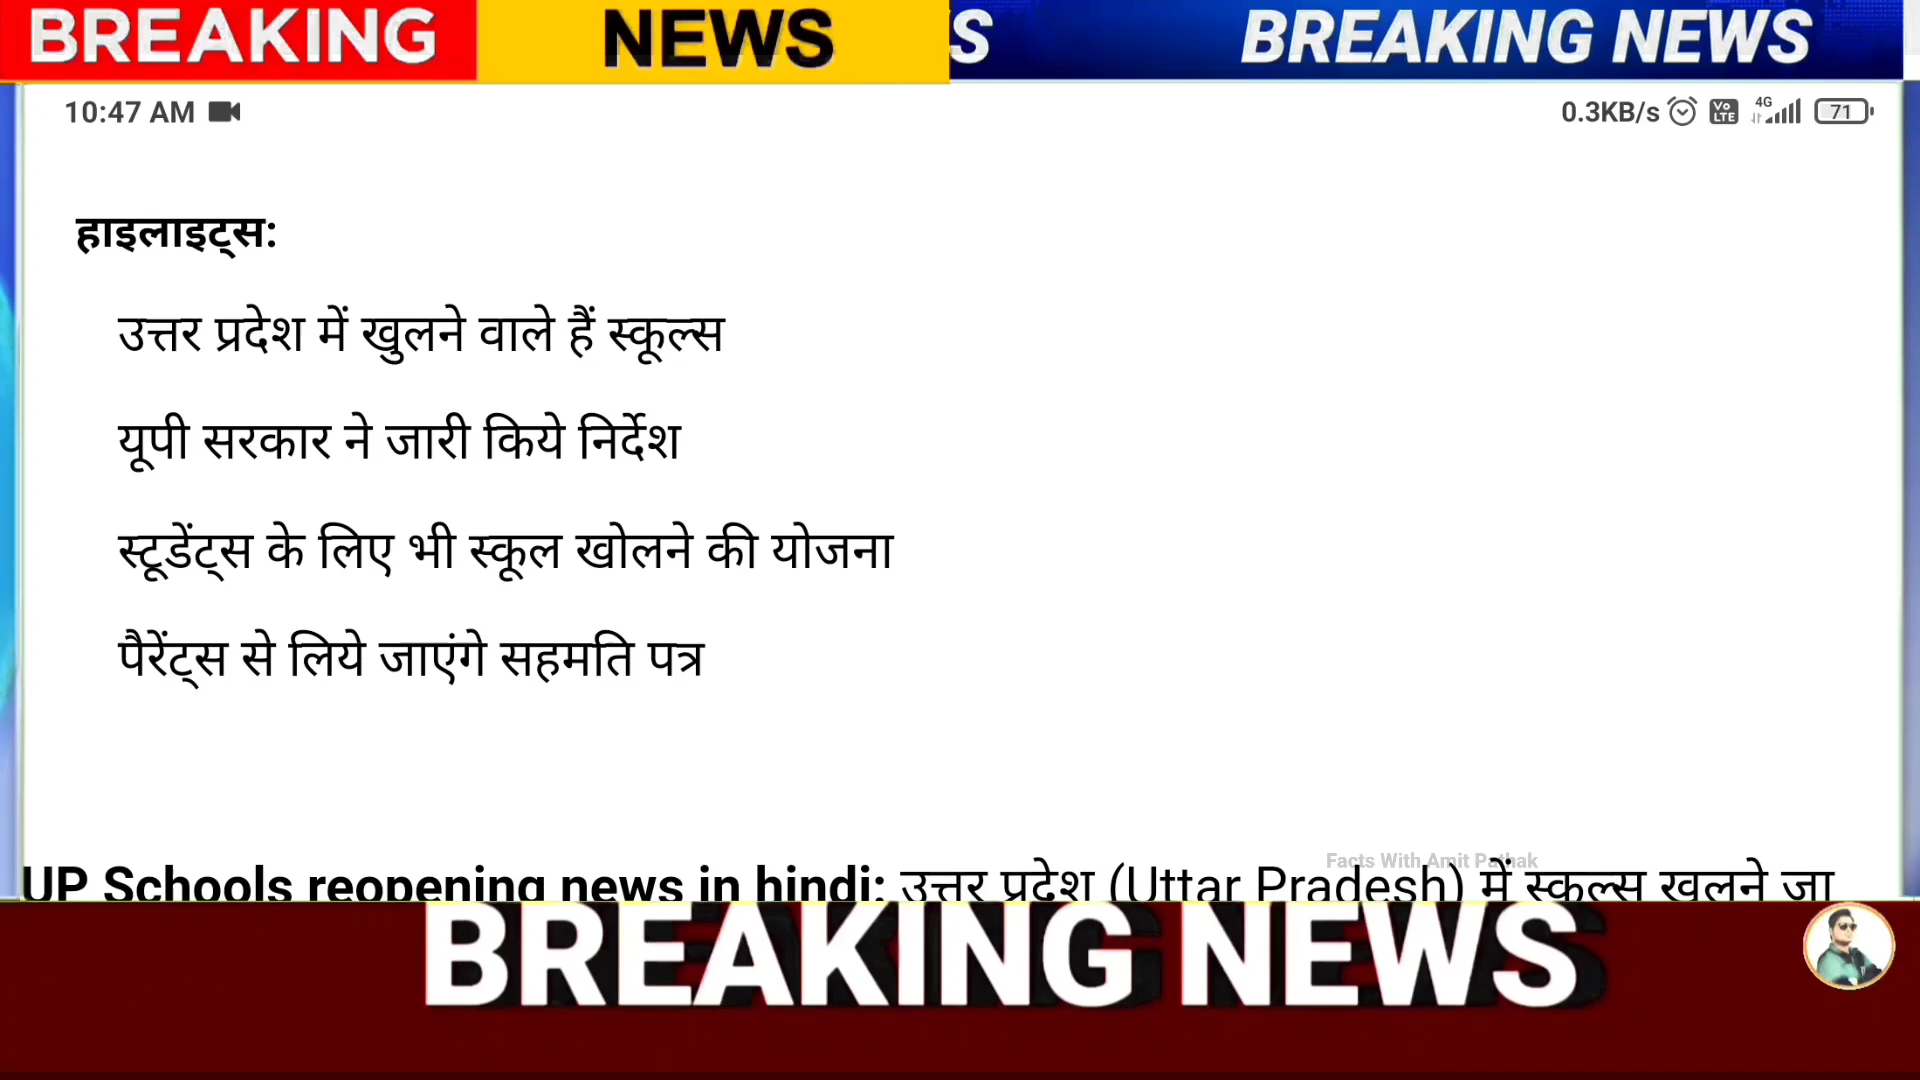 BREAKING NEWS S BREAKING NEWS
10:47 AM 0.3KB/s Vo LTE 4G 71
हाइलाइट्स:
उत्तर प्रदेश में खुलने वाले हैं स्कूल्स
यूपी सरकार ने जारी किये निर्देश
स्टूडेंट्स के लिए भी स्कूल खोलने की योजना
पैरेंट्स से लिये जाएंगे सहमति पत्र
Facts With Amit Pathak
UP Schools reopening news in hindi: उत्तर प्रदेश (Uttar Pradesh) में स्कूल्स खुलने जा
BREAKING NEWS